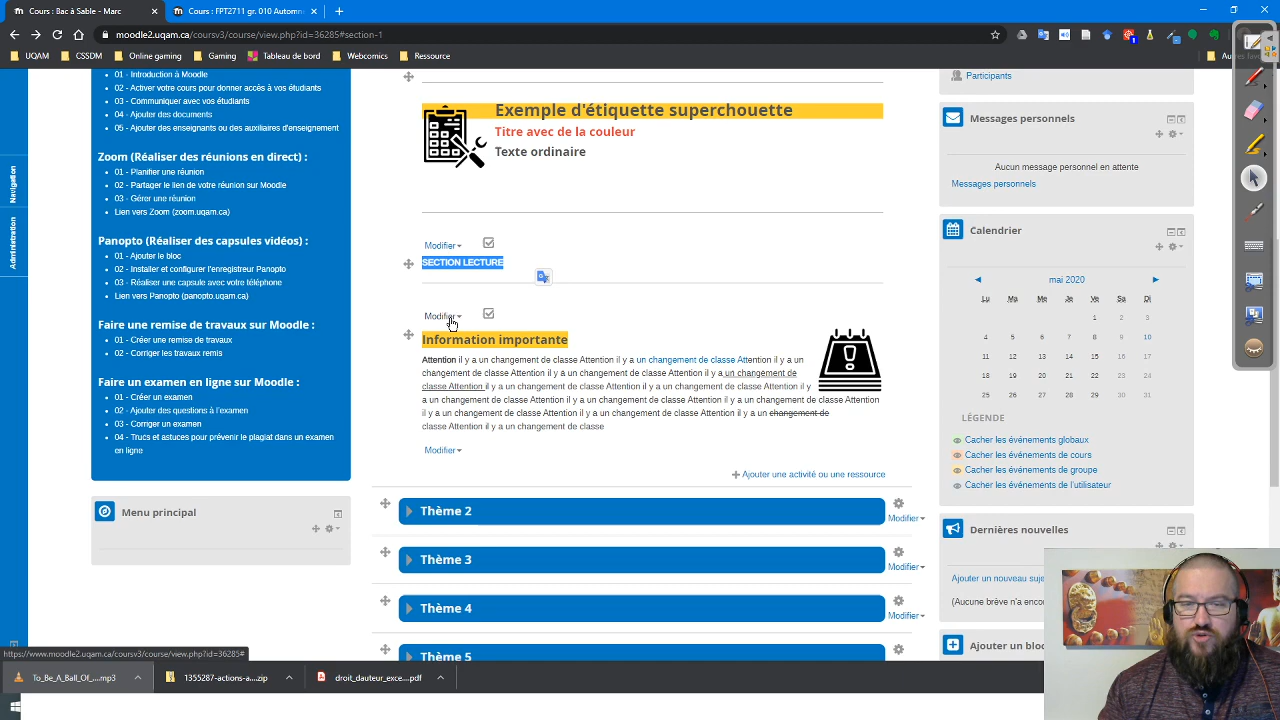 Cours : Bac à Sable - Marc
Cours : FPT2711 gr. 010 Automn
moodle2.uqam.ca/coursv3/course/view.php?id=36285#section-1
UQAM CSSDM Online gaming Gaming Tableau de bord Webcomics Ressource
Navigation
Administration
01 - Introduction à Moodle
02 - Activer votre cours pour donner accès à vos étudiants
03 - Communiquer avec vos étudiants
04 - Ajouter des documents
05 - Ajouter des enseignants ou des auxiliaires d'enseignement
Zoom (Réaliser des réunions en direct) :
01 - Planifier une réunion
02 - Partager le lien de votre réunion sur Moodle
03 - Gérer une réunion
Lien vers Zoom (zoom.uqam.ca)
Panopto (Réaliser des capsules vidéos) :
01 - Ajouter le bloc
02 - Installer et configurer l'enregistreur Panopto
03 - Réaliser une capsule avec votre téléphone
Lien vers Panopto (panopto.uqam.ca)
Faire une remise de travaux sur Moodle :
01 - Créer une remise de travaux
02 - Corriger les travaux remis
Faire un examen en ligne sur Moodle :
01 - Créer un examen
02 - Ajouter des questions à l'examen
03 - Corriger un examen
04 - Trucs et astuces pour prévenir le plagiat dans un examen
en ligne
Menu principal
Exemple d'étiquette superchouette
Titre avec de la couleur
Texte ordinaire
Modifier
SECTION LECTURE
Modifier
Information importante
Attention il y a un changement de classe Attention il y a un changement de classe Attention il y a un
changement de classe Attention il y a un changement de classe Attention il y a un changement de
classe Attention il y a un changement de classe Attention il y a un changement de classe Attention il y
a un changement de classe Attention il y a un changement de classe Attention il y a un changement de classe Attention
il y a un changement de classe Attention il y a un changement de classe Attention il y a un changement de
classe Attention il y a un changement de classe
Modifier
Ajouter une activité ou une ressource
Thème 2
Modifier
Thème 3
Modifier
Thème 4
Modifier
Thème 5
Participants
Messages personnels
Aucun message personnel en attente
Messages personnels
Calendrier
mai 2020
Lu Ma Me Je Ve Sa Di
1 2 3
4 5 6 7 8 9 10
11 12 13 14 15 16 17
18 19 20 21 22 23 24
25 26 27 28 29 30 31
LÉGENDE
Cacher les événements globaux
Cacher les événements de cours
Cacher les événements de groupe
Cacher les événements de l'utilisateur
Dernières nouvelles
Ajouter un nouveau suje
(Aucune brève n'a encor
Ajouter un bloc
https://www.moodle2.uqam.ca/coursv3/course/view.php?id=36285#
To_Be_A_Ball_Of_....mp3
1355287-actions-a....zip
droit_dauteur_exce....pdf